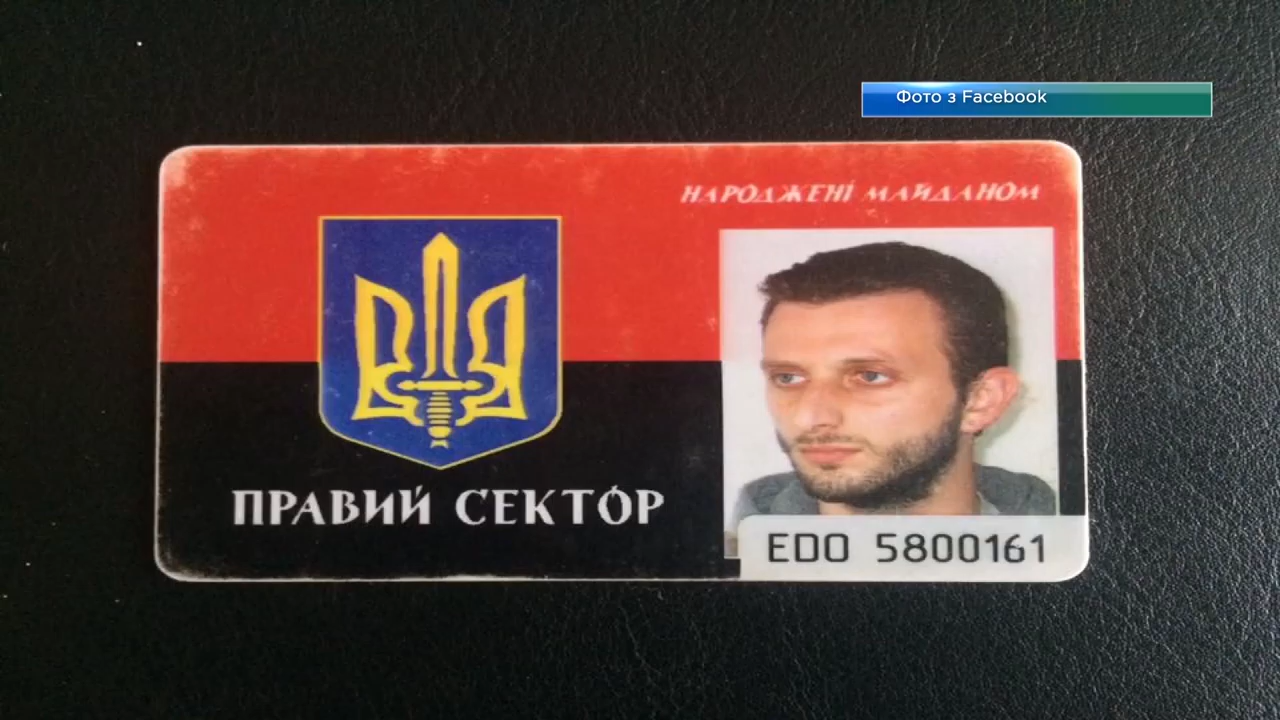 Фото з Facebook
НАРОДЖЕНІ МАЙДАНОМ
ПРАВИЙ СЕКТОР
EDO 5800161